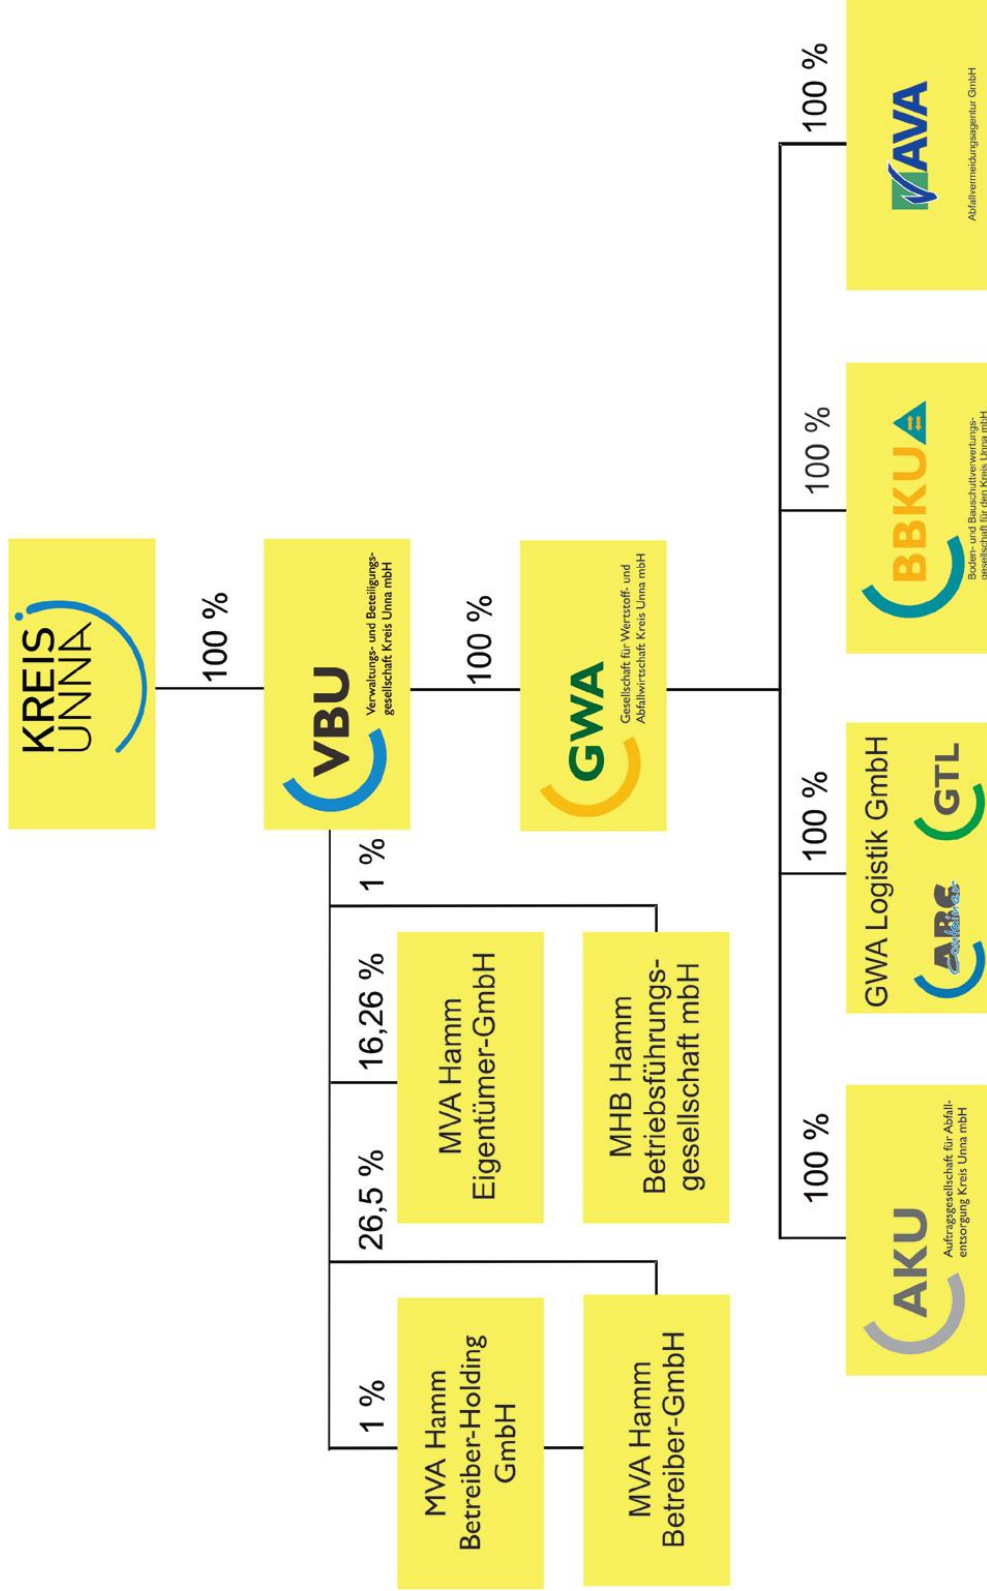 KREIS
UNNA
100 %
VBU
Verwaltungs- und Beteiligungs-
gesellschaft Kreis Unna mbH
1 %
26,5 %
16,26 %
1 %
100 %
MVA Hamm
Betreiber-Holding
GmbH
MVA Hamm
Eigentümer-GmbH
GWA
Gesellschaft für Wertstoff- und
Abfallwirtschaft Kreis Unna mbH
MVA Hamm
Betreiber-GmbH
MHB Hamm
Betriebsführungs-
gesellschaft mbH
100 %
100 %
100 %
100 %
AKU
Auftragsgesellschaft für Abfall-
entsorgung Kreis Unna mbH
GWA Logistik GmbH
ABC
Containerdienst
GTL
BBKU
Boden- und Bauschuttverwertungs-
gesellschaft für den Kreis Unna mbH
AVA
Abfallvermeidungsagentur GmbH